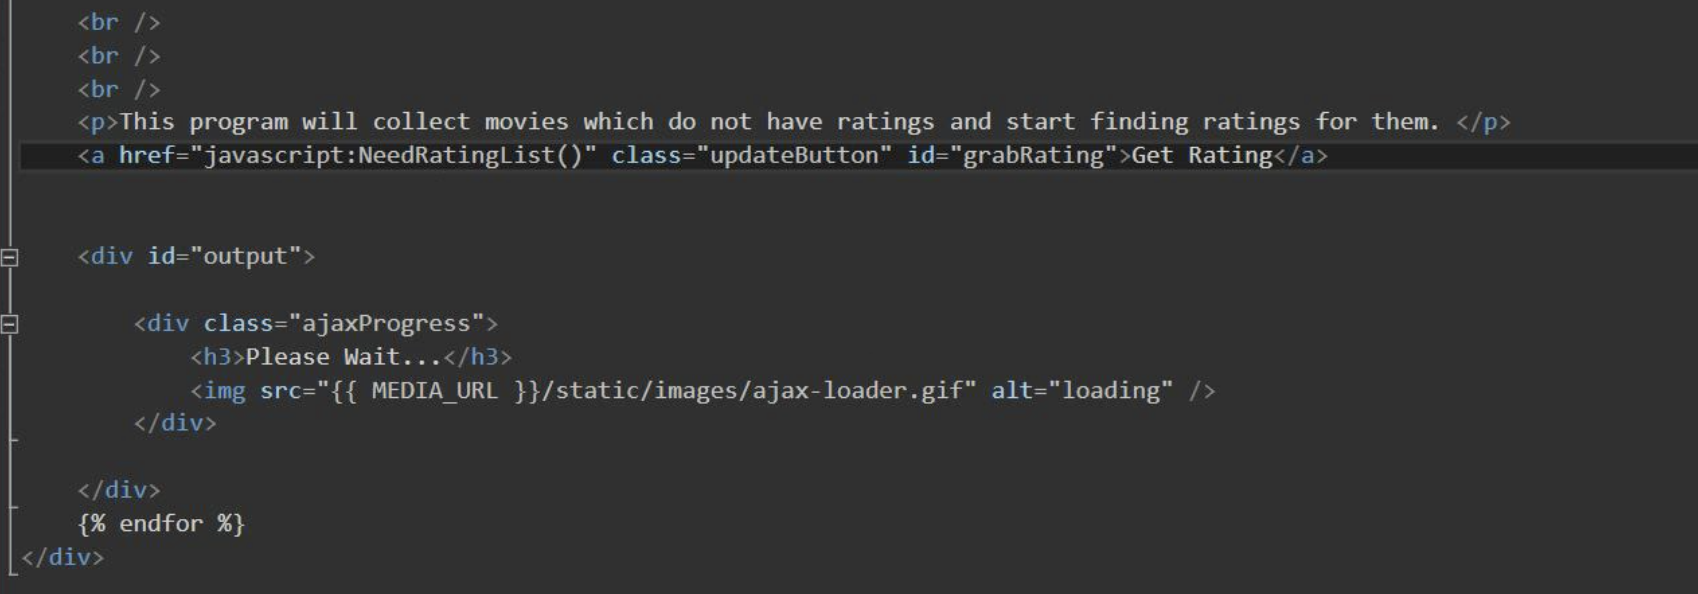 <br />
<br />
<br />
<p>This program will collect movies which do not have ratings and start finding ratings for them. </p>
<a href="javascript:NeedRatingList()" class="updateButton" id="grabRating">Get Rating</a>
<div id="output">
<div class="ajaxProgress">
<h3>Please Wait...</h3>
<img src="{{ MEDIA_URL }}/static/images/ajax-loader.gif" alt="loading" />
</div>
</div>
{% endfor %}
</div>